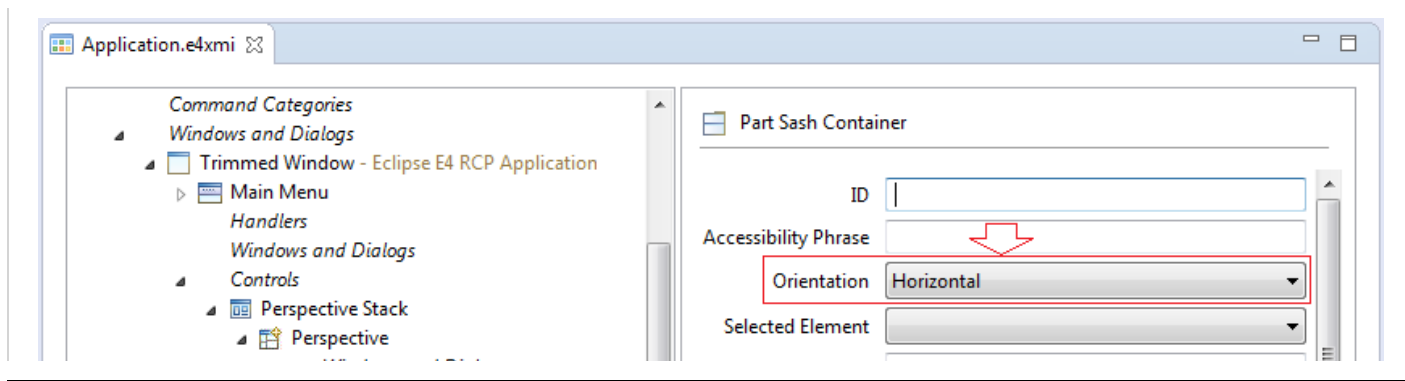 Application.e4xmi
Command Categories
Windows and Dialogs
Trimmed Window - Eclipse E4 RCP Application
Main Menu
Handlers
Windows and Dialogs
Controls
Perspective Stack
Perspective
Part Sash Container
ID
Accessibility Phrase
Orientation Horizontal
Selected Element